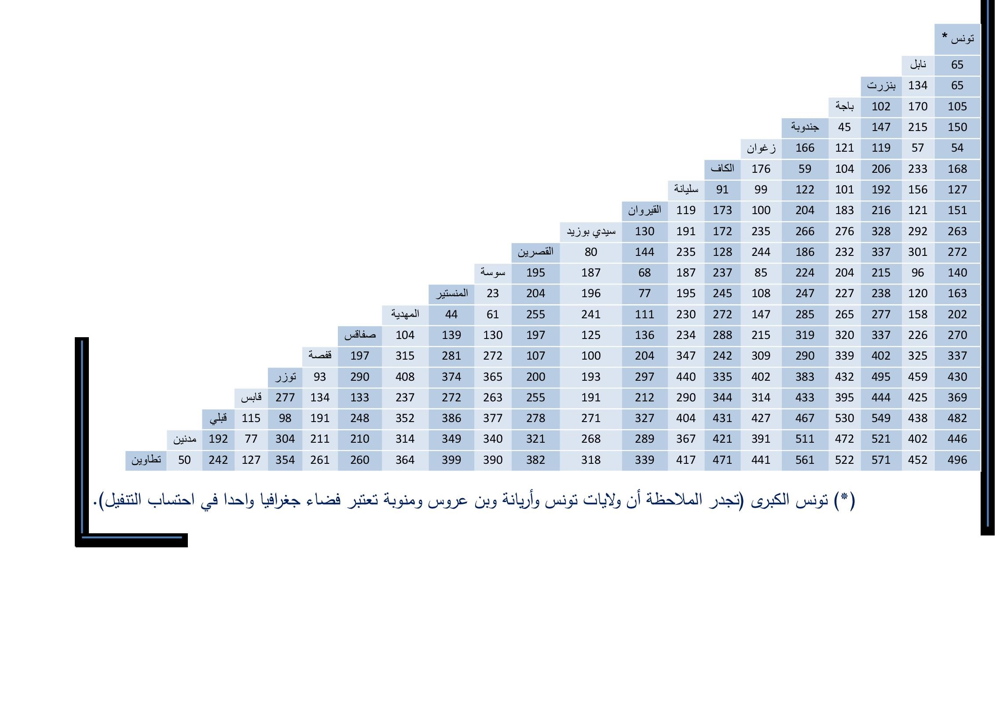 تونس *
65 نابل
65 134 بنزرت
105 170 102 باجة
150 215 147 45 جندوبة
54 57 119 121 166 زغوان
168 233 206 104 59 176 الكاف
127 156 192 101 122 99 91 سليانة
151 121 216 183 204 100 173 119 القيروان
263 292 328 276 266 235 172 191 130 سيدي بوزيد
272 301 337 232 186 244 128 235 144 80 القصرين
140 96 215 204 224 85 237 187 68 187 195 سوسة
163 120 238 227 247 108 245 195 77 196 204 23 المنستير
202 158 277 265 285 147 272 230 111 241 255 61 44 المهدية
270 226 337 320 319 215 288 234 136 125 197 130 139 104 صفاقس
337 325 402 339 290 309 242 347 204 100 107 272 281 315 197 قفصة
430 459 495 432 383 402 335 440 297 193 200 365 374 408 290 93 توزر
369 425 444 395 433 314 344 290 212 191 255 263 272 237 133 134 277 قابس
482 438 549 530 467 427 431 404 327 271 278 377 386 352 248 191 98 115 قبلي
446 402 521 472 511 391 421 367 289 268 321 340 349 314 210 211 304 77 192 مدنين
496 452 571 522 561 441 471 417 339 318 382 390 399 364 260 261 354 127 242 50 تطاوين
(*) تونس الكبرى (تجدر الملاحظة أن ولايات تونس وأريانة وبن عروس ومنوبة تعتبر فضاء جغرافيا واحدا في احتساب التنفيل).